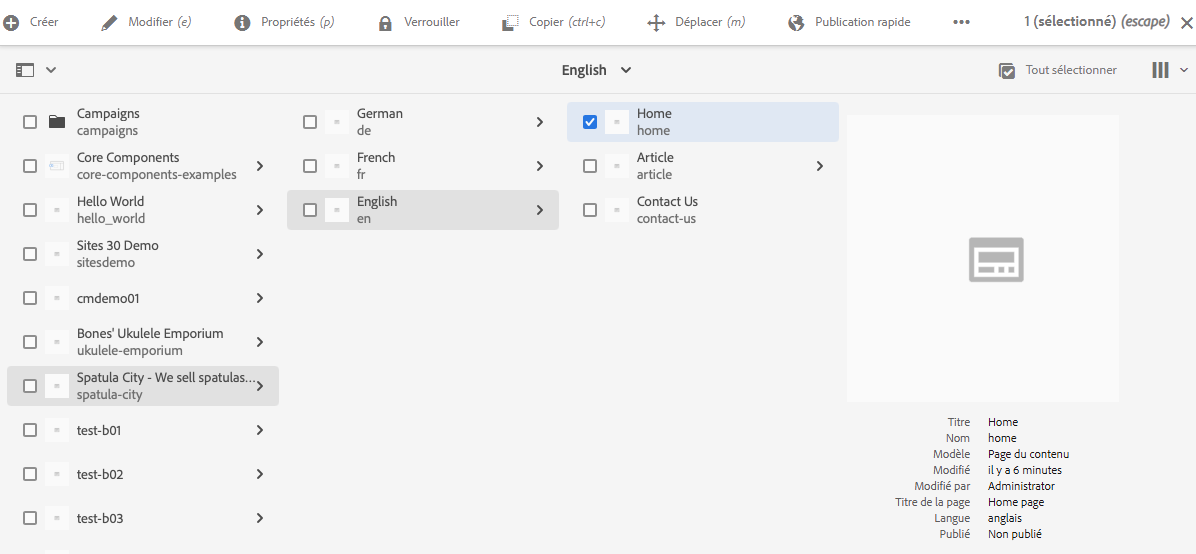 Créer Modifier (e) Propriétés (p) Verrouiller Copier (ctrl+c) Déplacer (m) Publication rapide ••• 1 (sélectionné) (escape)
English Tout sélectionner
Campaigns
campaigns
Core Components
core-components-examples
Hello World
hello_world
Sites 30 Demo
sitesdemo
cmdemo01
Bones' Ukulele Emporium
ukulele-emporium
Spatula City - We sell spatulas...
spatula-city
test-b01
test-b02
test-b03
German
de
French
fr
English
en
Home
home
Article
article
Contact Us
contact-us
Titre Home
Nom home
Modèle Page du contenu
Modifié il y a 6 minutes
Modifié par Administrator
Titre de la page Home page
Langue anglais
Publié Non publié